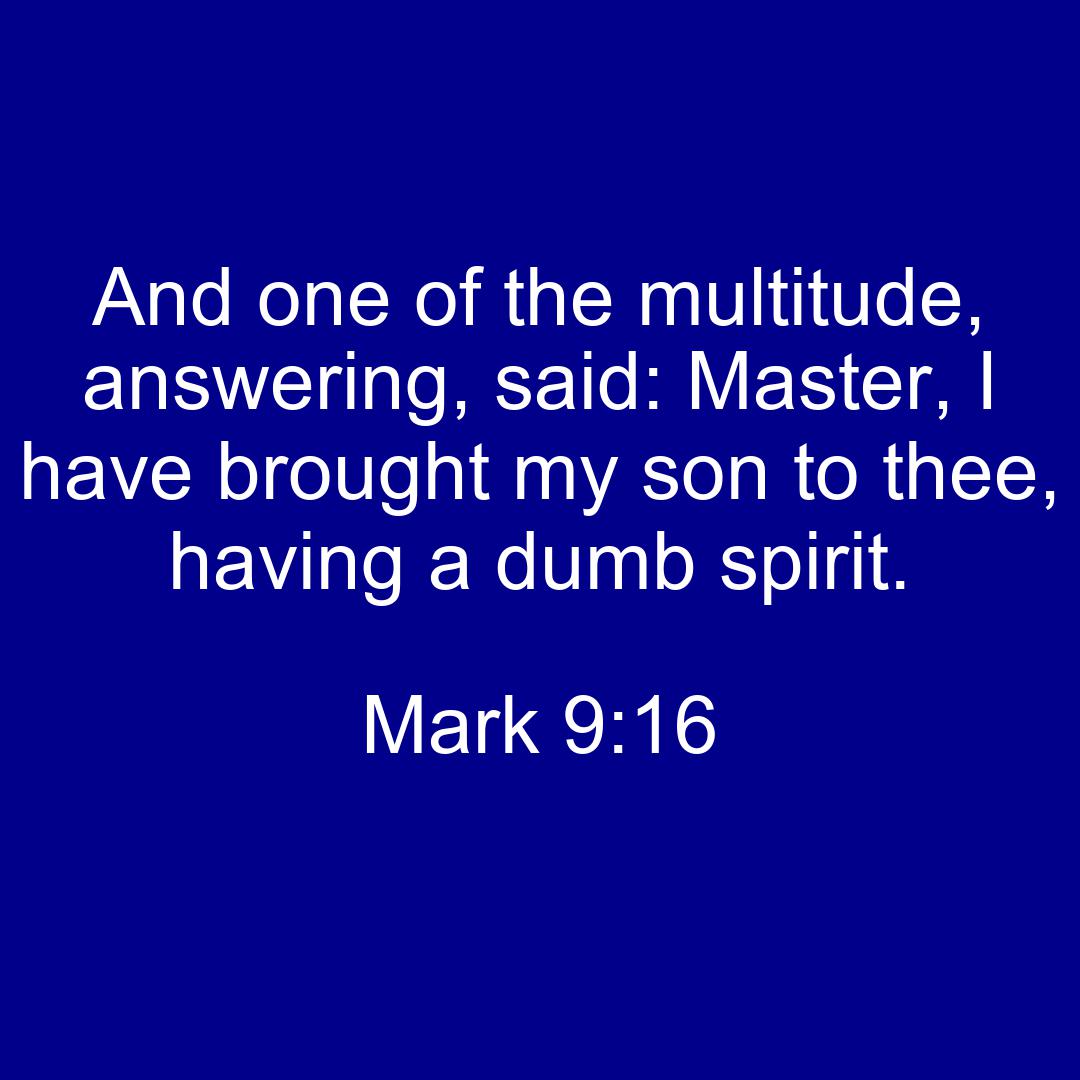 And one of the multitude,
answering, said: Master, I
have brought my son to thee,
having a dumb spirit.
Mark 9:16